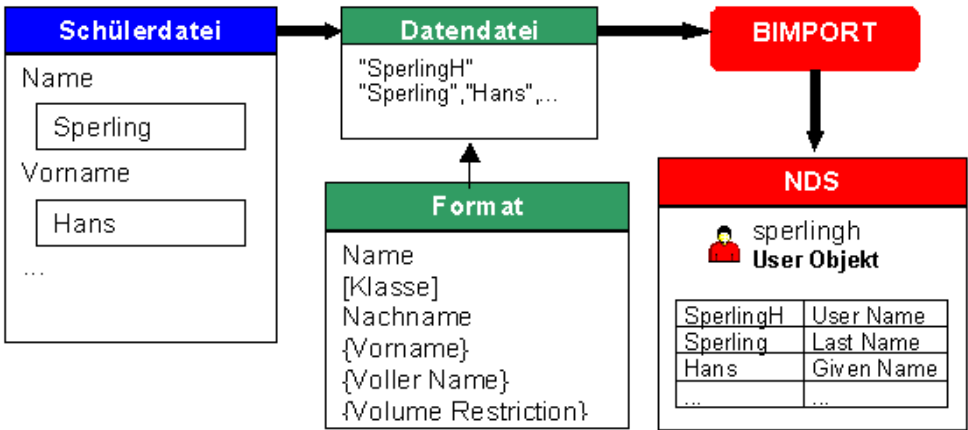 Schülerdatei
Name
Sperling
Vorname
Hans
...
Datendatei
"SperlingH"
"Sperling","Hans",...
Format
Name
[Klasse]
Nachname
{Vorname}
{Voller Name}
{Volume Restriction}
BIMPORT
NDS
sperlingh
User Objekt
SperlingH User Name
Sperling Last Name
Hans Given Name
... ...